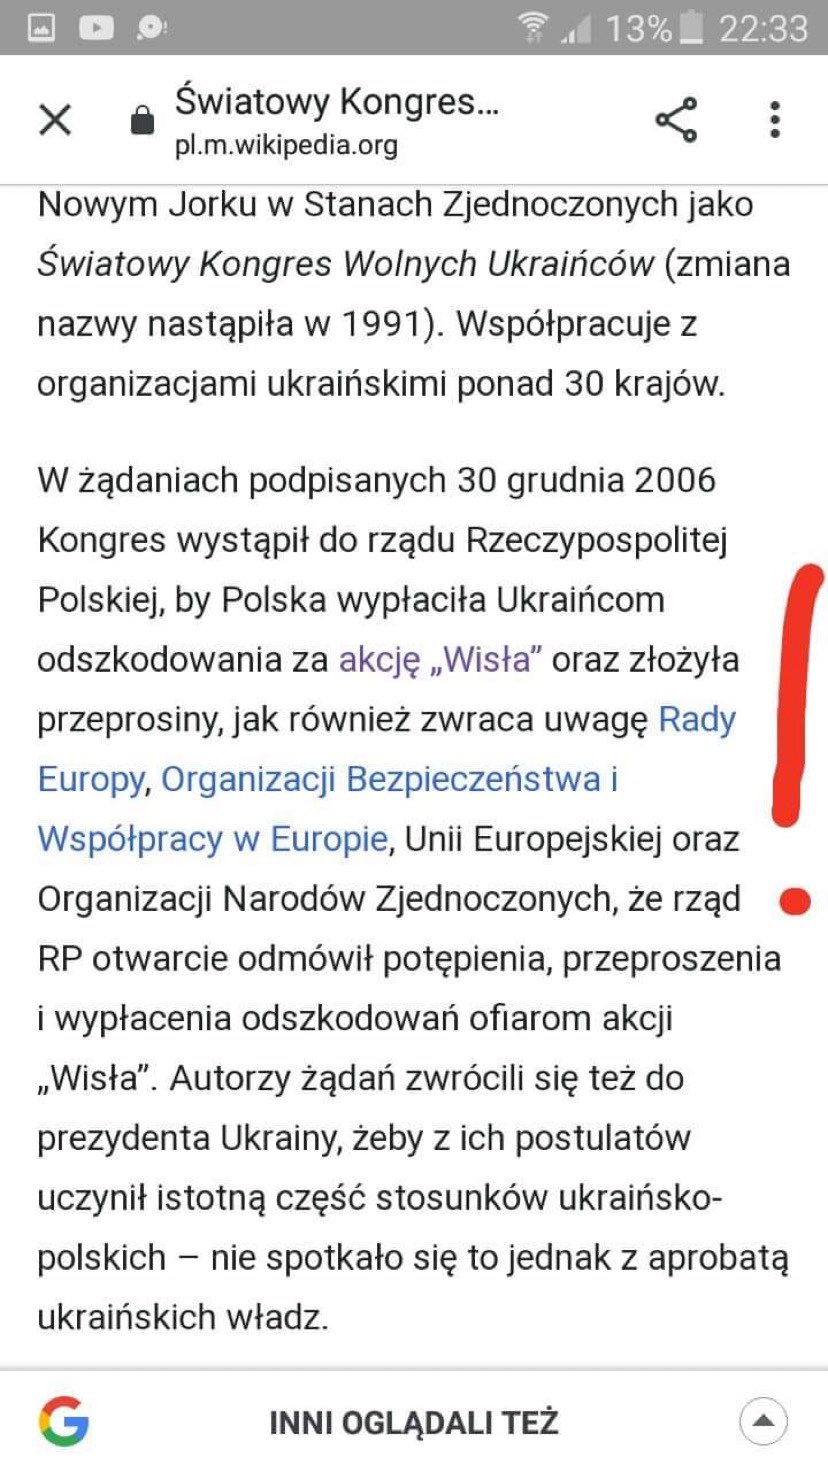 13% 22:33
Światowy Kongres...
pl.m.wikipedia.org
Nowym Jorku w Stanach Zjednoczonych jako
Światowy Kongres Wolnych Ukraińców (zmiana
nazwy nastąpiła w 1991). Współpracuje z
organizacjami ukraińskimi ponad 30 krajów.
W żądaniach podpisanych 30 grudnia 2006
Kongres wystąpił do rządu Rzeczypospolitej
Polskiej, by Polska wypłaciła Ukraińcom
odszkodowania za akcję „Wisła” oraz złożyła
przeprosiny, jak również zwraca uwagę Rady
Europy, Organizacji Bezpieczeństwa i
Współpracy w Europie, Unii Europejskiej oraz
Organizacji Narodów Zjednoczonych, że rząd
RP otwarcie odmówił potępienia, przeproszenia
i wypłacenia odszkodowań ofiarom akcji
„Wisła”. Autorzy żądań zwrócili się też do
prezydenta Ukrainy, żeby z ich postulatów
uczynił istotną część stosunków ukraińsko-
polskich – nie spotkało się to jednak z aprobatą
ukraińskich władz.
G INNI OGLĄDALI TEŻ